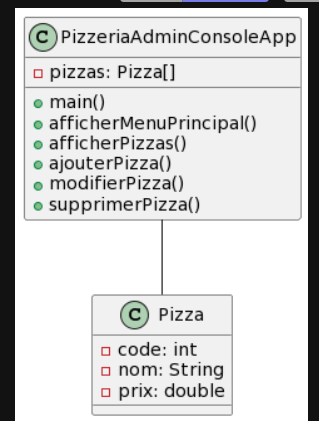 C PizzeriaAdminConsoleApp
pizzas: Pizza[]
main()
afficherMenuPrincipal()
afficherPizzas()
ajouterPizza()
modifierPizza()
supprimerPizza()
C Pizza
code: int
nom: String
prix: double